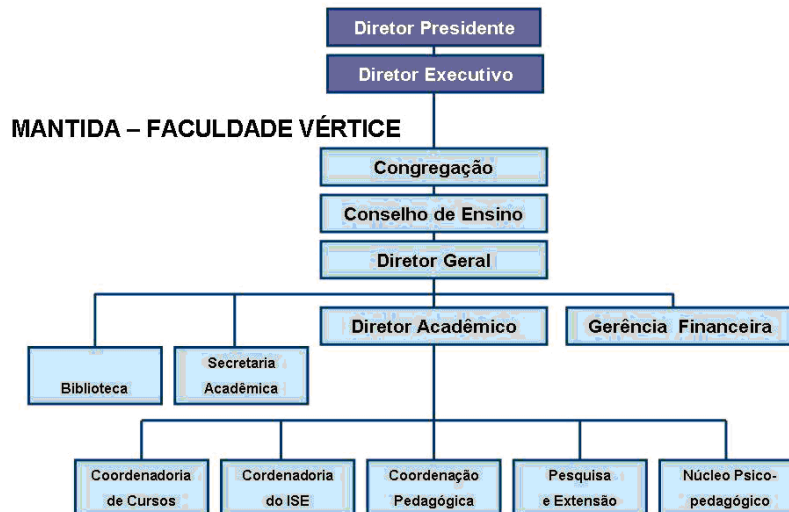 Diretor Presidente
Diretor Executivo
MANTIDA – FACULDADE VÉRTICE
Congregação
Conselho de Ensino
Diretor Geral
Diretor Acadêmico
Gerência Financeira
Biblioteca
Secretaria
Acadêmica
Coordenadoria
de Cursos
Cordenadoria
do ISE
Coordenação
Pedagógica
Pesquisa
e Extensão
Núcleo Psico-
pedagógico